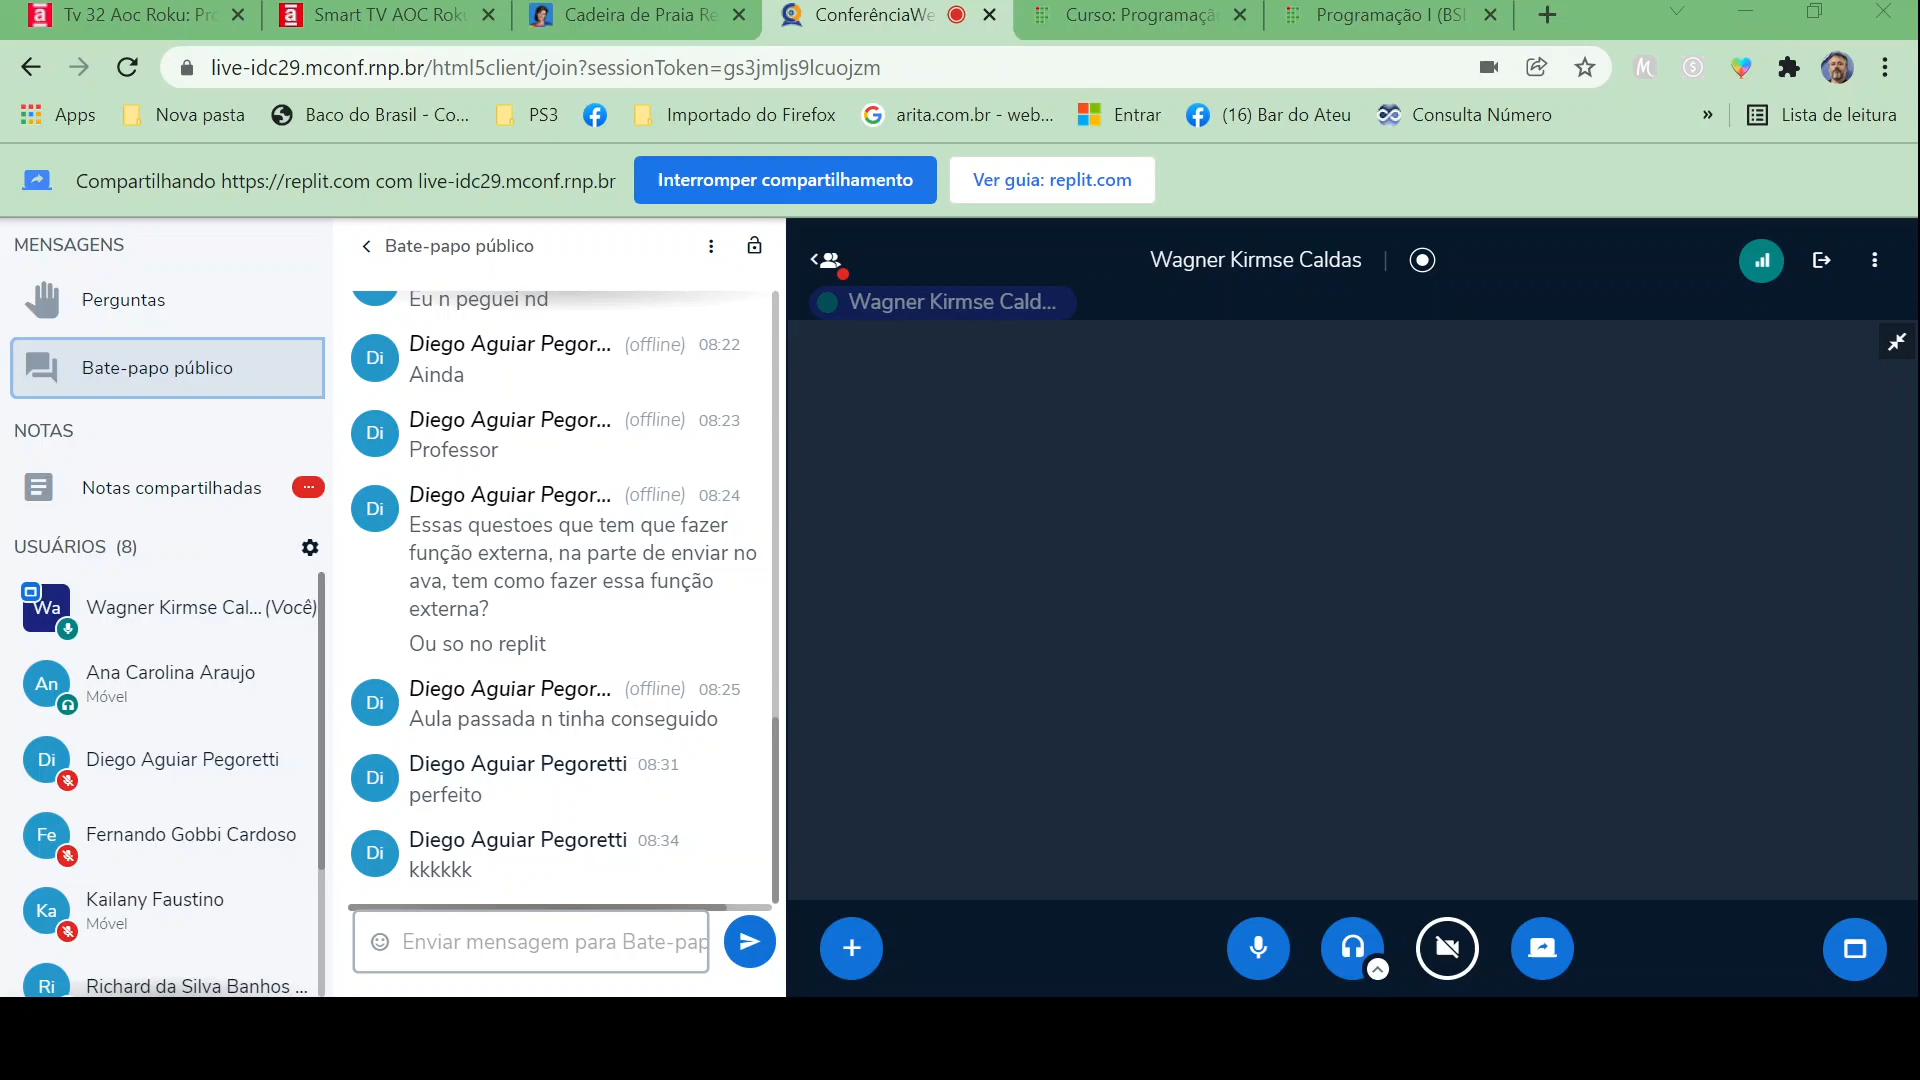 Tv 32 Aoc Roku: Pro
Smart TV AOC Roku
Cadeira de Praia Re
ConferênciaWe
Curso: Programaçã
Programação I (BSI
live-idc29.mconf.rnp.br/html5client/join?sessionToken=gs3jmljs9lcuojzm
Apps
Nova pasta
Baco do Brasil - Co...
PS3
Importado do Firefox
arita.com.br - web...
Entrar
(16) Bar do Ateu
Consulta Número
»
Lista de leitura
Compartilhando https://replit.com com live-idc29.mconf.rnp.br
Interromper compartilhamento
Ver guia: replit.com
MENSAGENS
Perguntas
Bate-papo público
NOTAS
Notas compartilhadas
...
USUÁRIOS (8)
Wa
Wagner Kirmse Cal... (Você)
An
Ana Carolina Araujo
Móvel
Di
Diego Aguiar Pegoretti
Fe
Fernando Gobbi Cardoso
Ka
Kailany Faustino
Móvel
Ri
Richard da Silva Banhos ...
Bate-papo público
Eu n peguei nd
Di
Diego Aguiar Pegor... (offline) 08:22
Ainda
Di
Diego Aguiar Pegor... (offline) 08:23
Professor
Di
Diego Aguiar Pegor... (offline) 08:24
Essas questoes que tem que fazer
função externa, na parte de enviar no
ava, tem como fazer essa função
externa?
Ou so no replit
Di
Diego Aguiar Pegor... (offline) 08:25
Aula passada n tinha conseguido
Di
Diego Aguiar Pegoretti 08:31
perfeito
Di
Diego Aguiar Pegoretti 08:34
kkkkkk
Enviar mensagem para Bate-pap
Wagner Kirmse Caldas
Wagner Kirmse Cald...